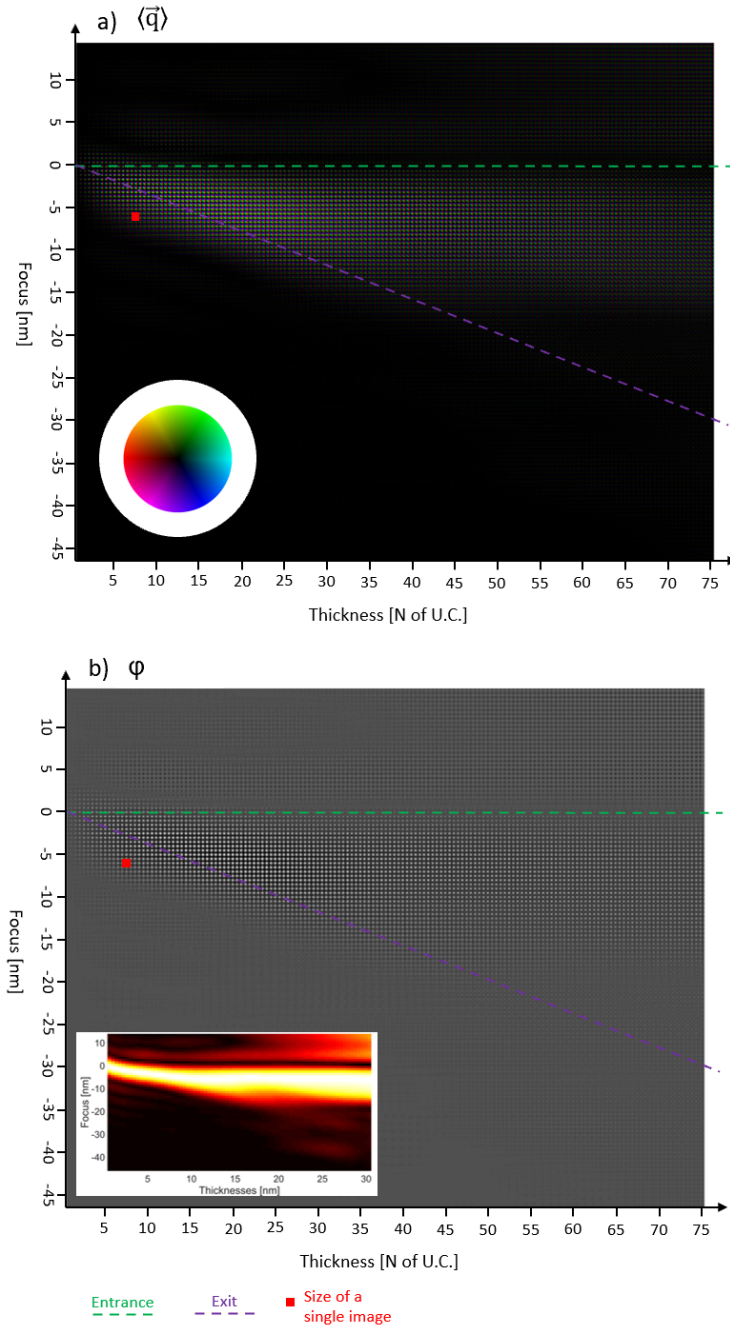 a) ⟨q⃗⟩
10
5
0
-5
-10
-15
-20
-25
-30
-35
-40
-45
Focus [nm]
5 10 15 20 25 30 35 40 45 50 55 60 65 70 75
Thickness [N of U.C.]
b) φ
10
5
0
-5
-10
-15
-20
-25
-30
-35
-40
-45
Focus [nm]
10
0
-10
-20
-30
-40
Focus [nm]
5 10 15 20 25 30
Thicknesses [nm]
5 10 15 20 25 30 35 40 45 50 55 60 65 70 75
Thickness [N of U.C.]
Entrance
Exit
Size of a
single image